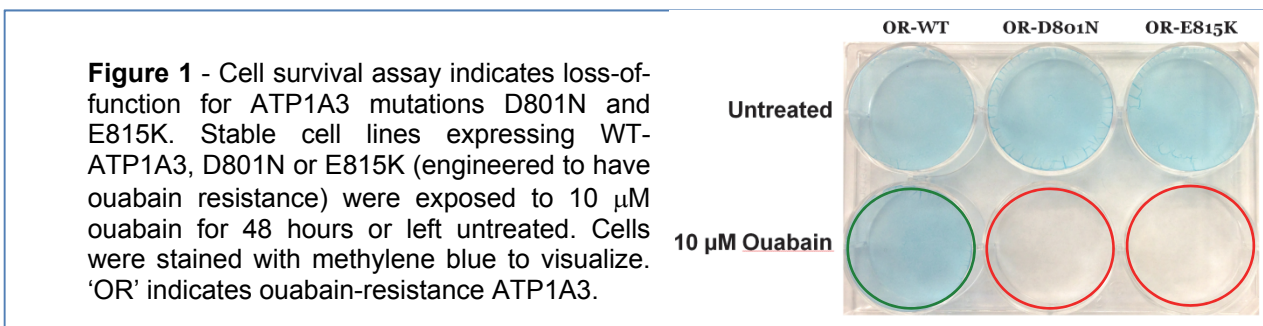 Figure 1 - Cell survival assay indicates loss-of-
function for ATP1A3 mutations D801N and
E815K. Stable cell lines expressing WT-
ATP1A3, D801N or E815K (engineered to have
ouabain resistance) were exposed to 10 μM
ouabain for 48 hours or left untreated. Cells
were stained with methylene blue to visualize.
‘OR’ indicates ouabain-resistance ATP1A3.
OR-WT OR-D801N OR-E815K
Untreated
10 μM Ouabain